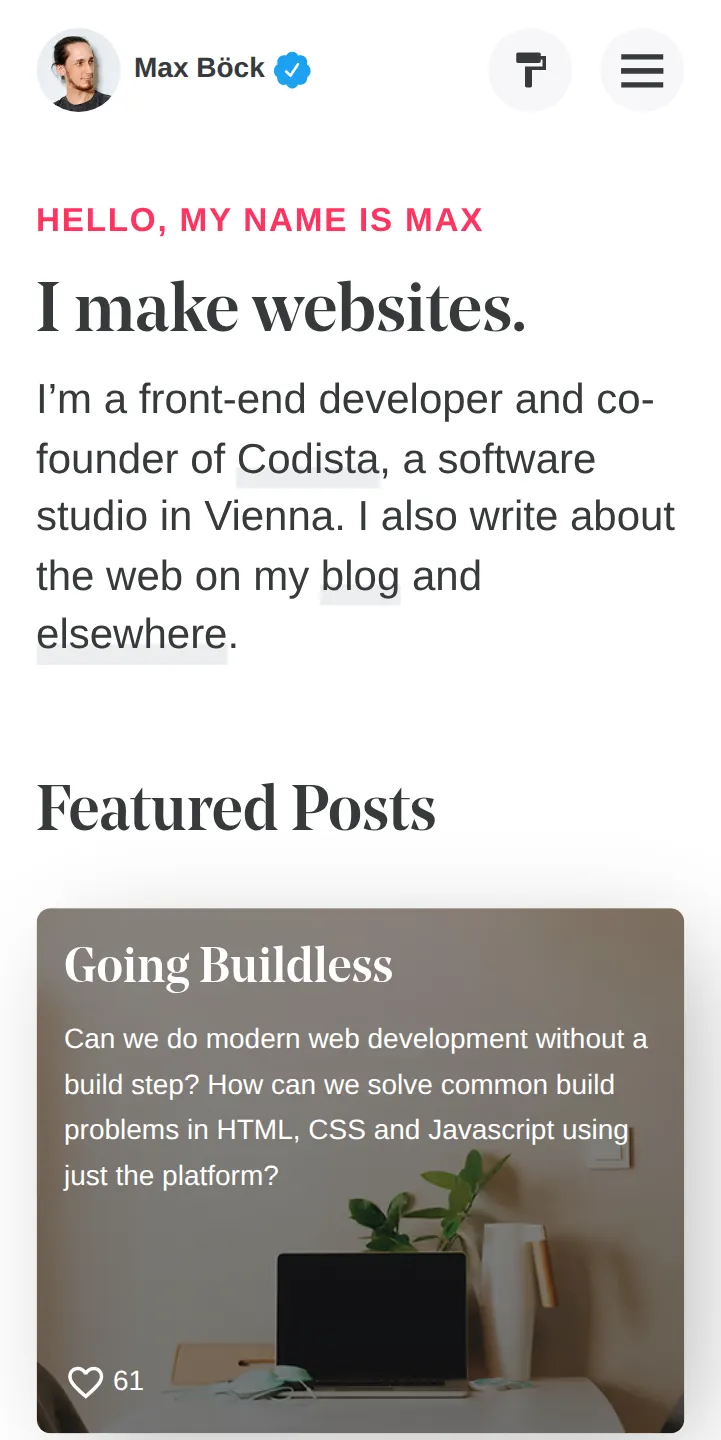 Max Böck
HELLO, MY NAME IS MAX
I make websites.
I’m a front-end developer and co-
founder of Codista, a software
studio in Vienna. I also write about
the web on my blog and
elsewhere.
Featured Posts
Going Buildless
Can we do modern web development without a
build step? How can we solve common build
problems in HTML, CSS and Javascript using
just the platform?
61